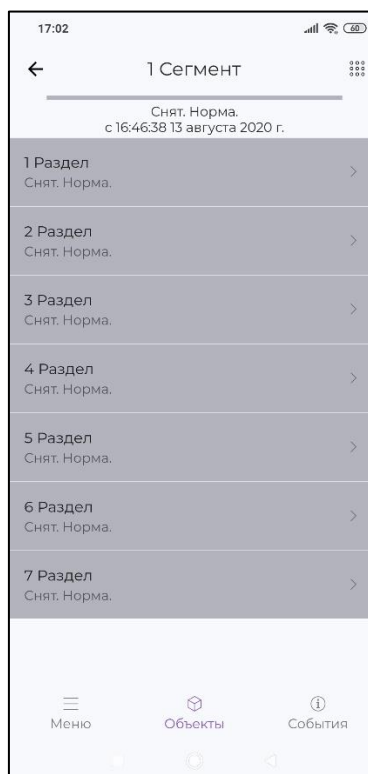 17:02
60
1 Сегмент
Снят. Норма.
с 16:46:38 13 августа 2020 г.
1 Раздел
Снят. Норма.
2 Раздел
Снят. Норма.
3 Раздел
Снят. Норма.
4 Раздел
Снят. Норма.
5 Раздел
Снят. Норма.
6 Раздел
Снят. Норма.
7 Раздел
Снят. Норма.
Меню Объекты События